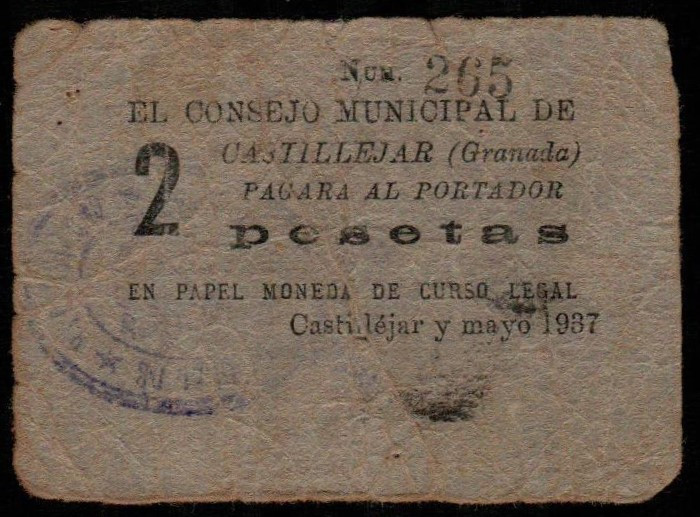 Num. 265
EL CONSEJO MUNICIPAL DE
CASTILLEJAR (Granada)
2 PAGARA AL PORTADOR
pesetas
EN PAPEL MONEDA DE CURSO LEGAL
Castilléjar y mayo 1937